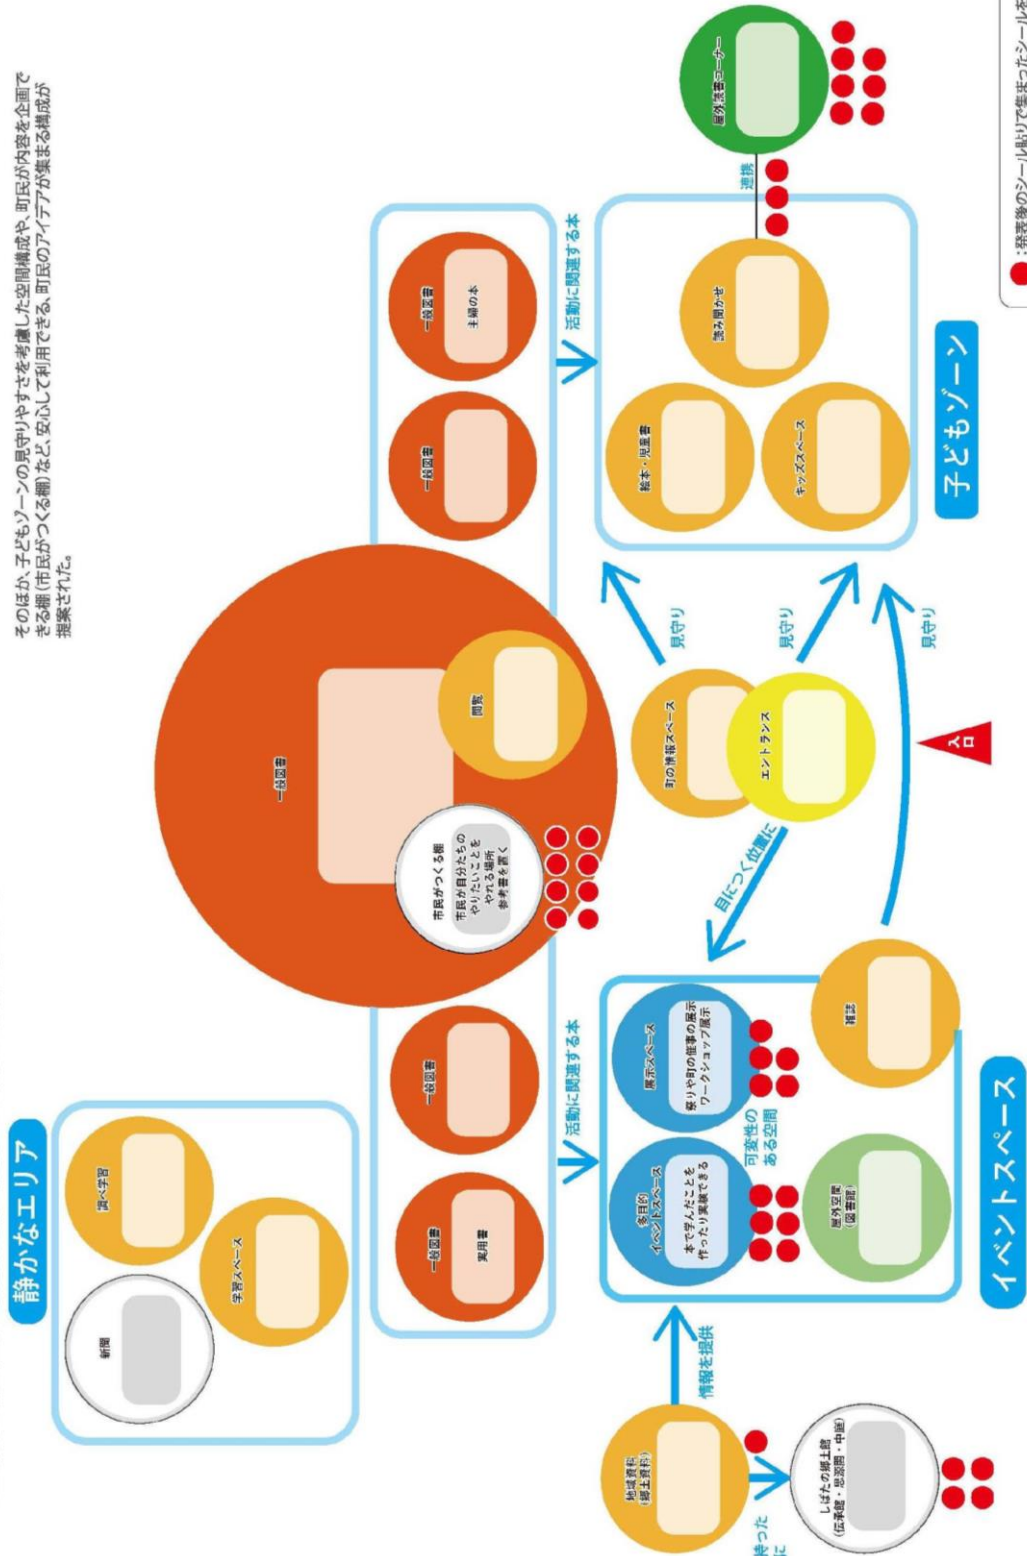 そのほか、子どもゾーンの見守りやすさを考慮した空間構成や、町民が内容を企画で
きる棚(市民がつくる棚)など、安心して利用できる、町民のアイデアが集まる構成が
提案された。
静かなエリア
新聞
調べ学習
学習スペース
一般図書
実用書
一般図書
一般図書
市民がつくる棚
市民が自分たちの
やりたいことを
やれる場所
参考書を置く
閲覧
一般図書
一般図書
主婦の本
活動に関連する本
活動に関連する本
地域資料
(郷土資料)
情報を提供
持った
に
しばたの郷土館
(伝承館・思源閣・中庭)
多目的
イベントスペース
本で学んだことを
作ったり実験できる
展示スペース
祭りや町の催事の展示
ワークショップ展示
可変性の
ある空間
屋外空間
(図書館)
雑誌
イベントスペース
目につく位置に
町の情報スペース
エントランス
見守り
見守り
見守り
入口
絵本・児童書
読み聞かせ
キッズスペース
子どもゾーン
連携
屋外読書コーナー
:発表後のシール貼りで集まったシールを